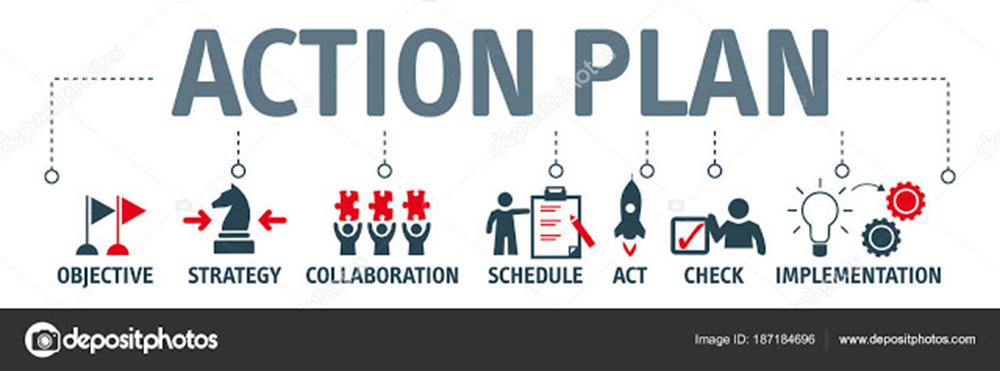 ACTION PLAN
OBJECTIVE STRATEGY COLLABORATION SCHEDULE ACT CHECK IMPLEMENTATION
depositphotos Image ID: 187184696 www.depositphotos.com